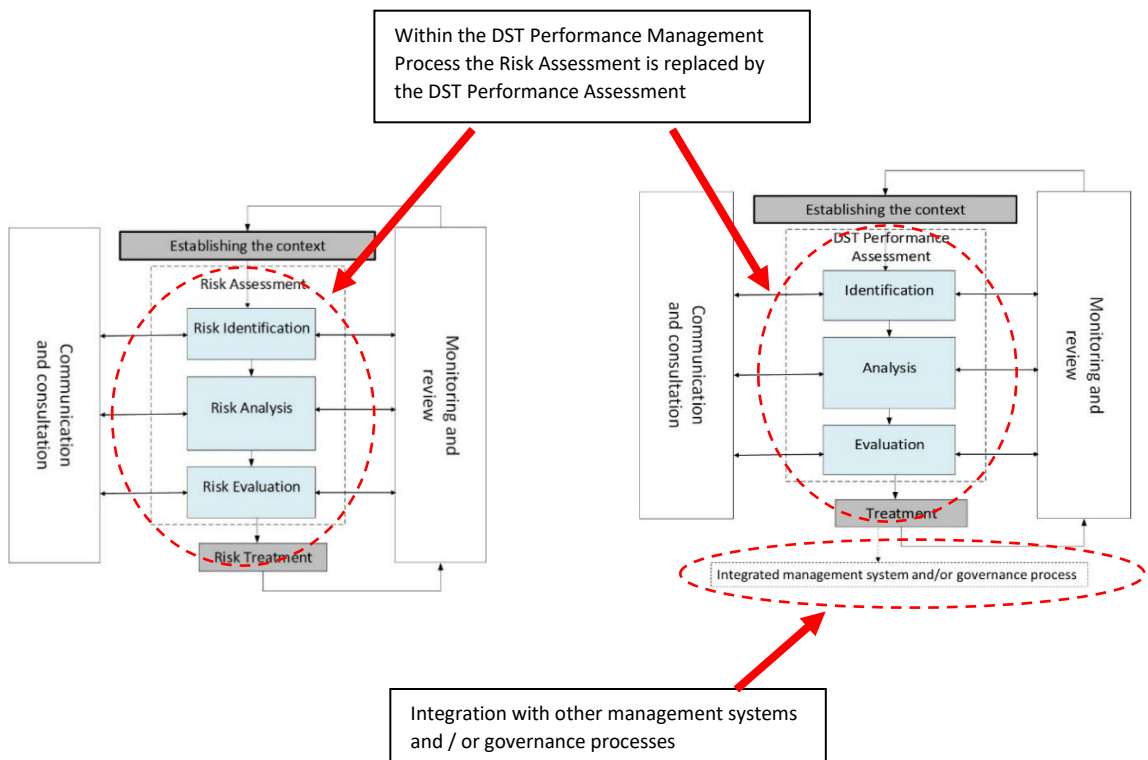 Within the DST Performance Management
Process the Risk Assessment is replaced by
the DST Performance Assessment
Establishing the context
Risk Assessment
Risk Identification
Risk Analysis
Risk Evaluation
Risk Treatment
Communication
and consultation
Monitoring and
review
Establishing the context
DST Performance
Assessment
Identification
Analysis
Evaluation
Treatment
Communication
and consultation
Monitoring and
review
Integrated management system and/or governance process
Integration with other management systems
and / or governance processes